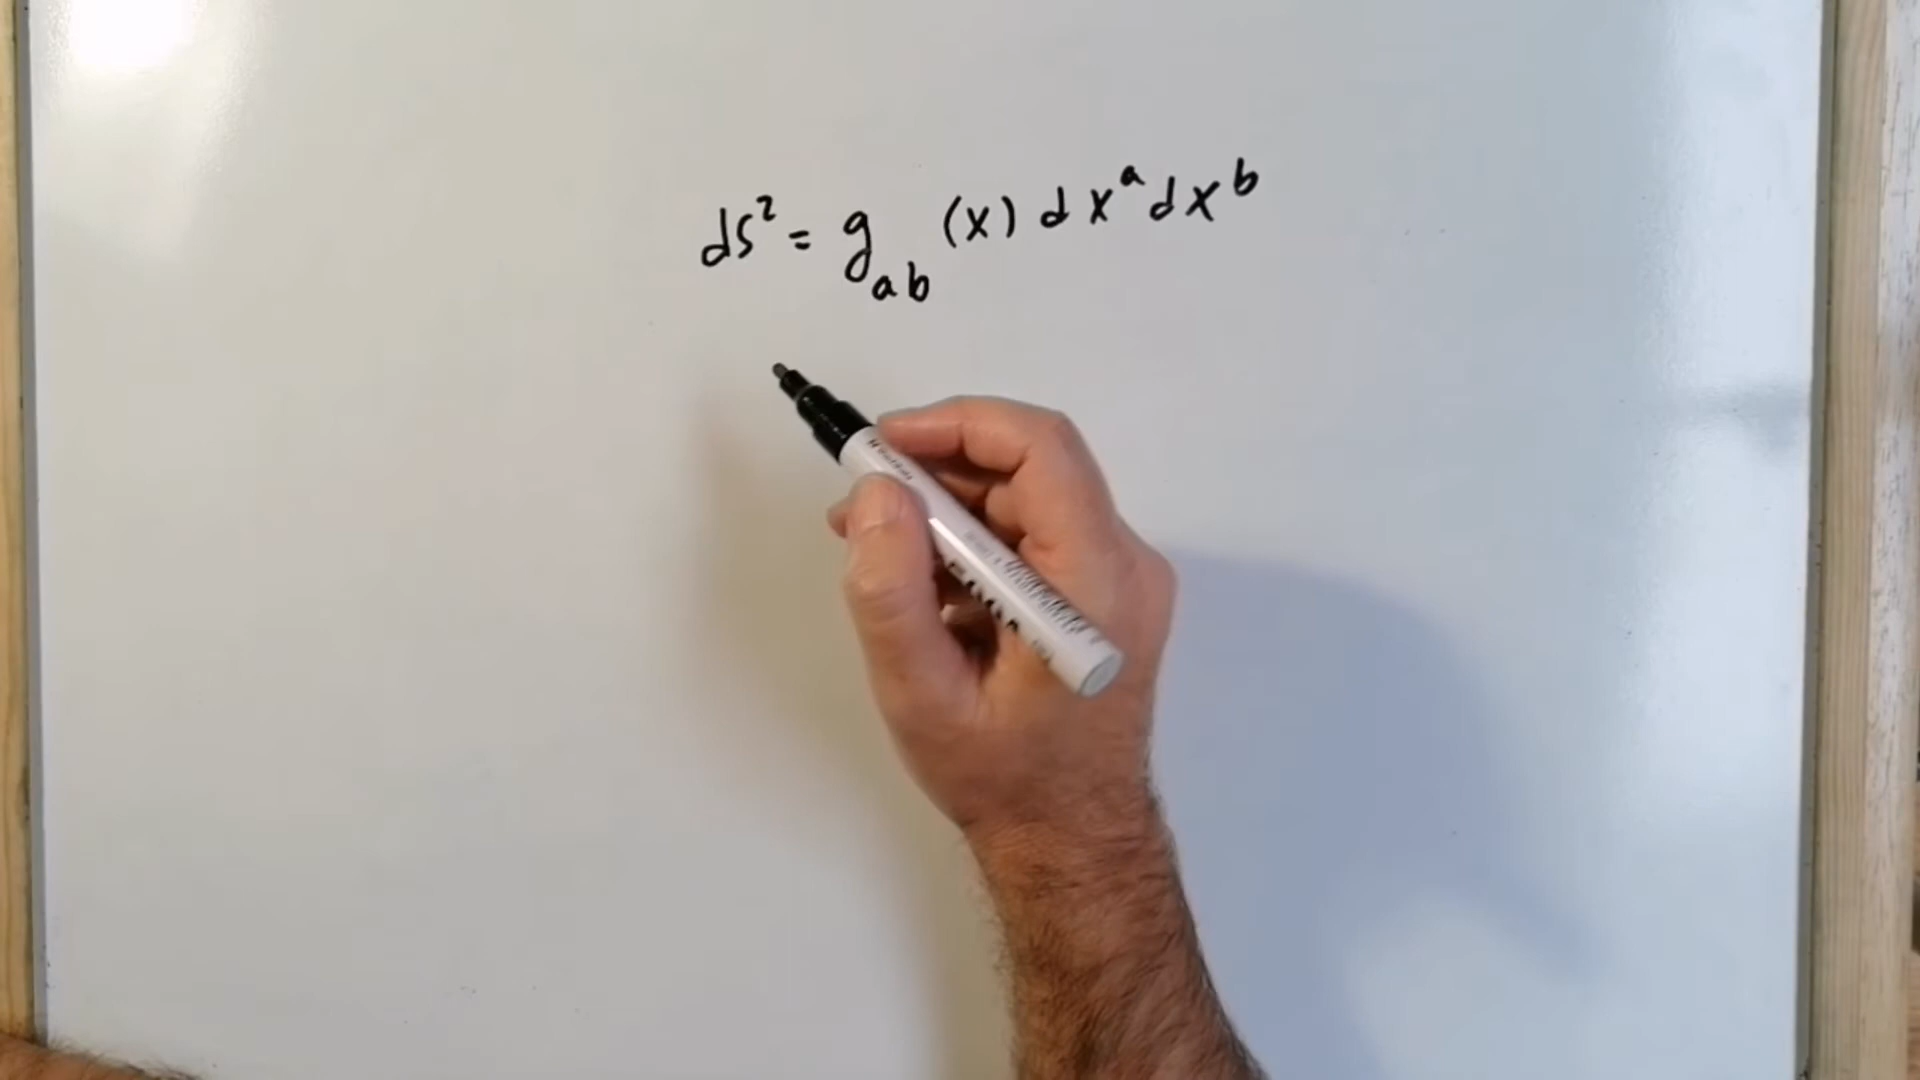 ds² = g_ab (x) dx^a dx^b